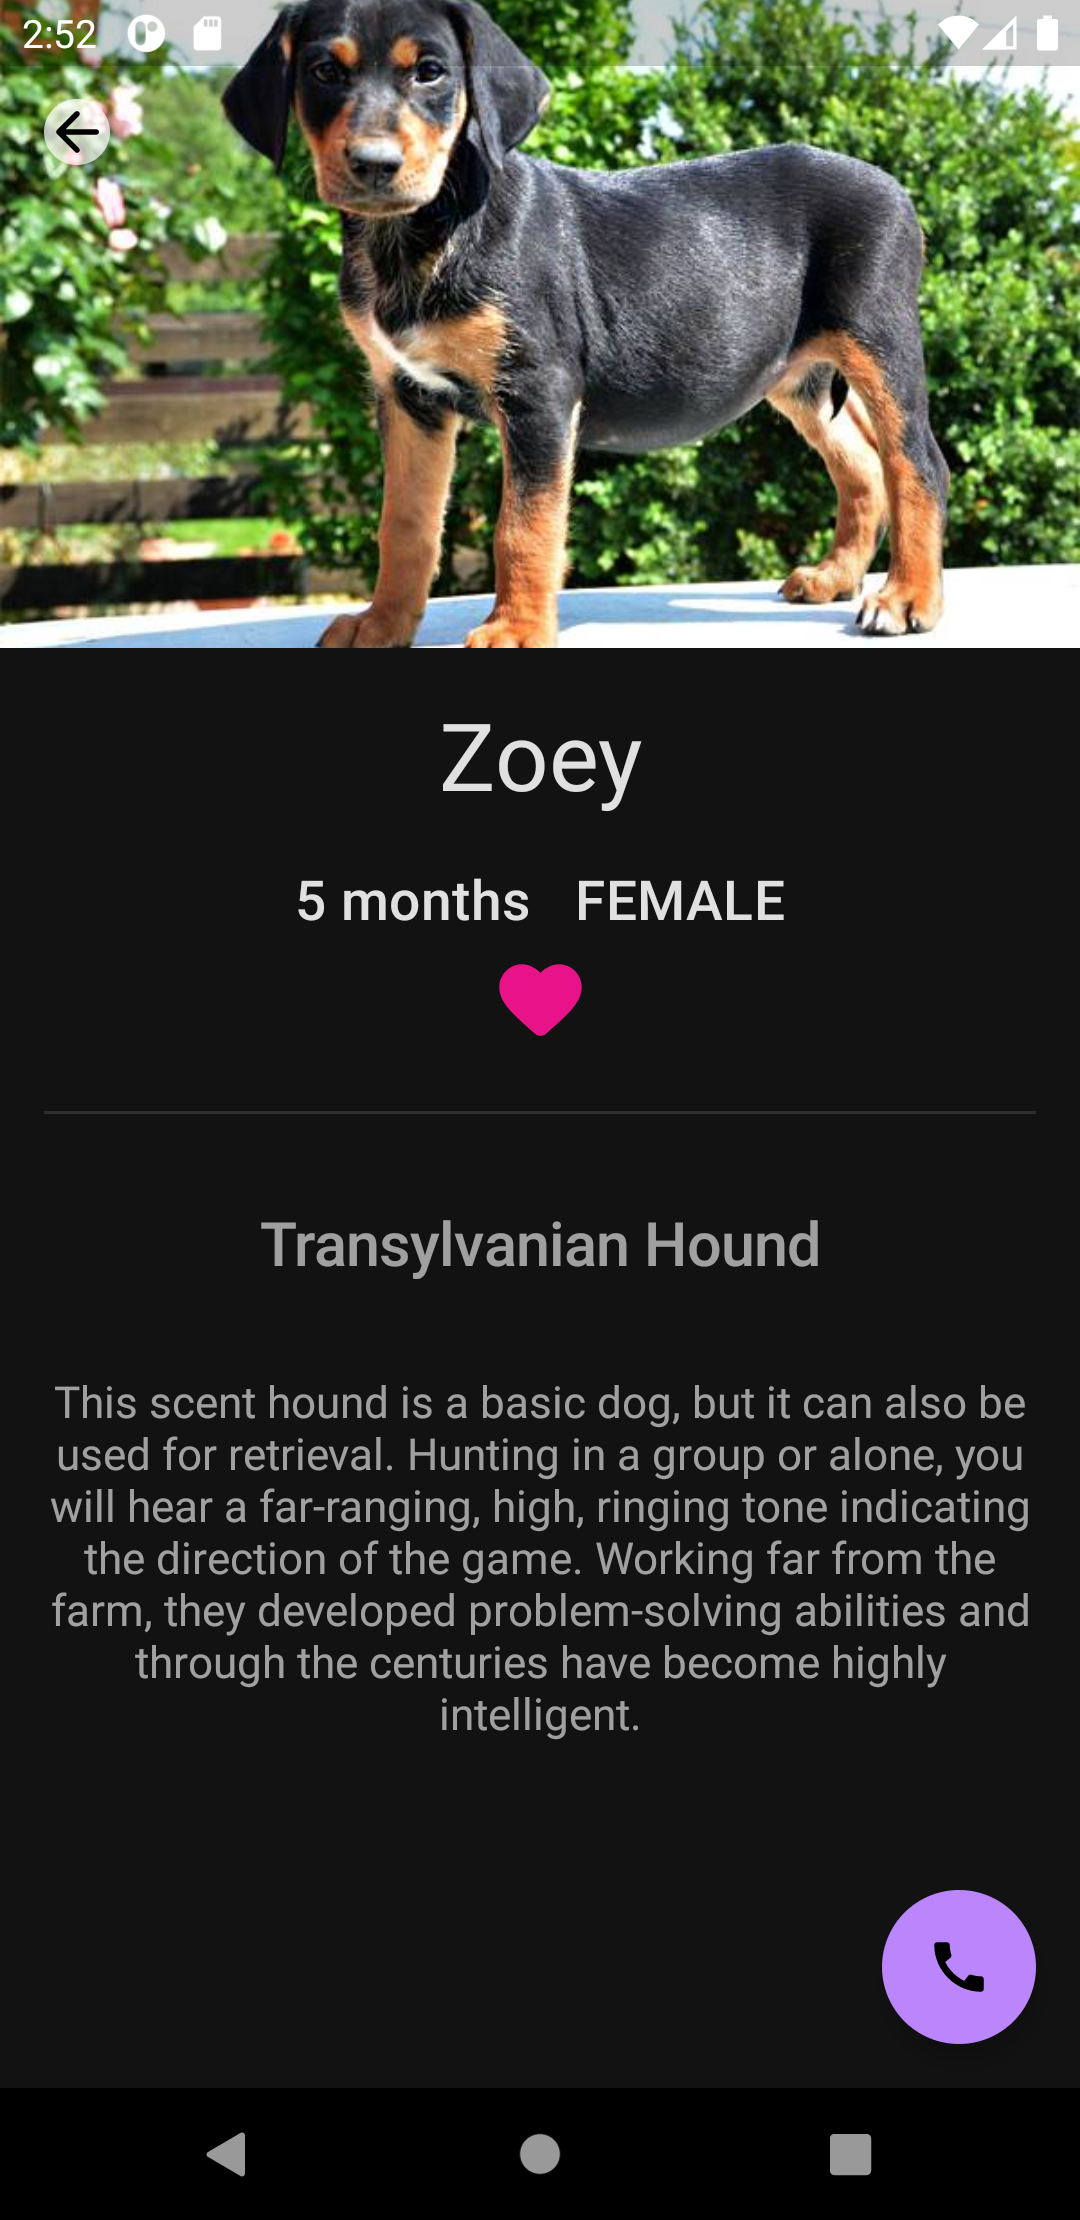 2:52
Zoey
5 months FEMALE
Transylvanian Hound
This scent hound is a basic dog, but it can also be
used for retrieval. Hunting in a group or alone, you
will hear a far-ranging, high, ringing tone indicating
the direction of the game. Working far from the
farm, they developed problem-solving abilities and
through the centuries have become highly
intelligent.